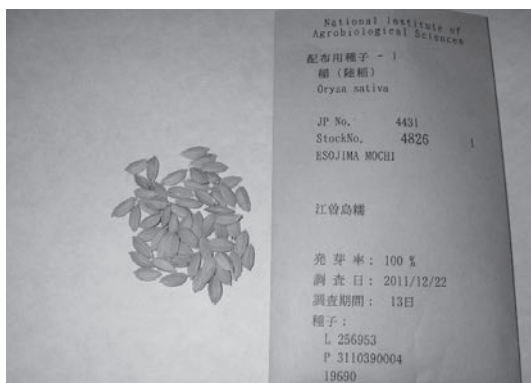 National Institute of
Agrobiological Sciences
配布用種子 - 1
稲 (陸稲)
Oryza sativa
JP No. 4431
StockNo. 4826 1
ESOJIMA MOCHI
江曽島糯
発 芽 率: 100 %
調 査 日: 2011/12/22
調査期間: 13日
種子:
L 256953
P 3110390004
19690